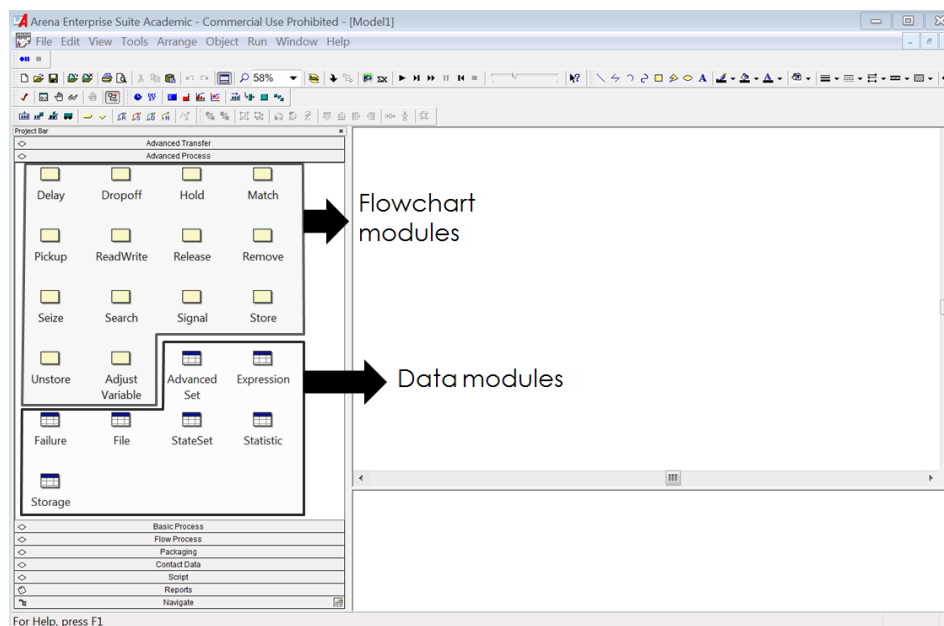 Arena Enterprise Suite Academic - Commercial Use Prohibited - [Model1]
File Edit View Tools Arrange Object Run Window Help
58%
Project Bar
Advanced Transfer
Advanced Process
Delay Dropoff Hold Match
Pickup ReadWrite Release Remove
Seize Search Signal Store
Unstore Adjust Variable Advanced Set Expression
Failure File StateSet Statistic
Storage
Flowchart
modules
Data modules
Basic Process
Flow Process
Packaging
Contact Data
Script
Reports
Navigate
For Help, press F1